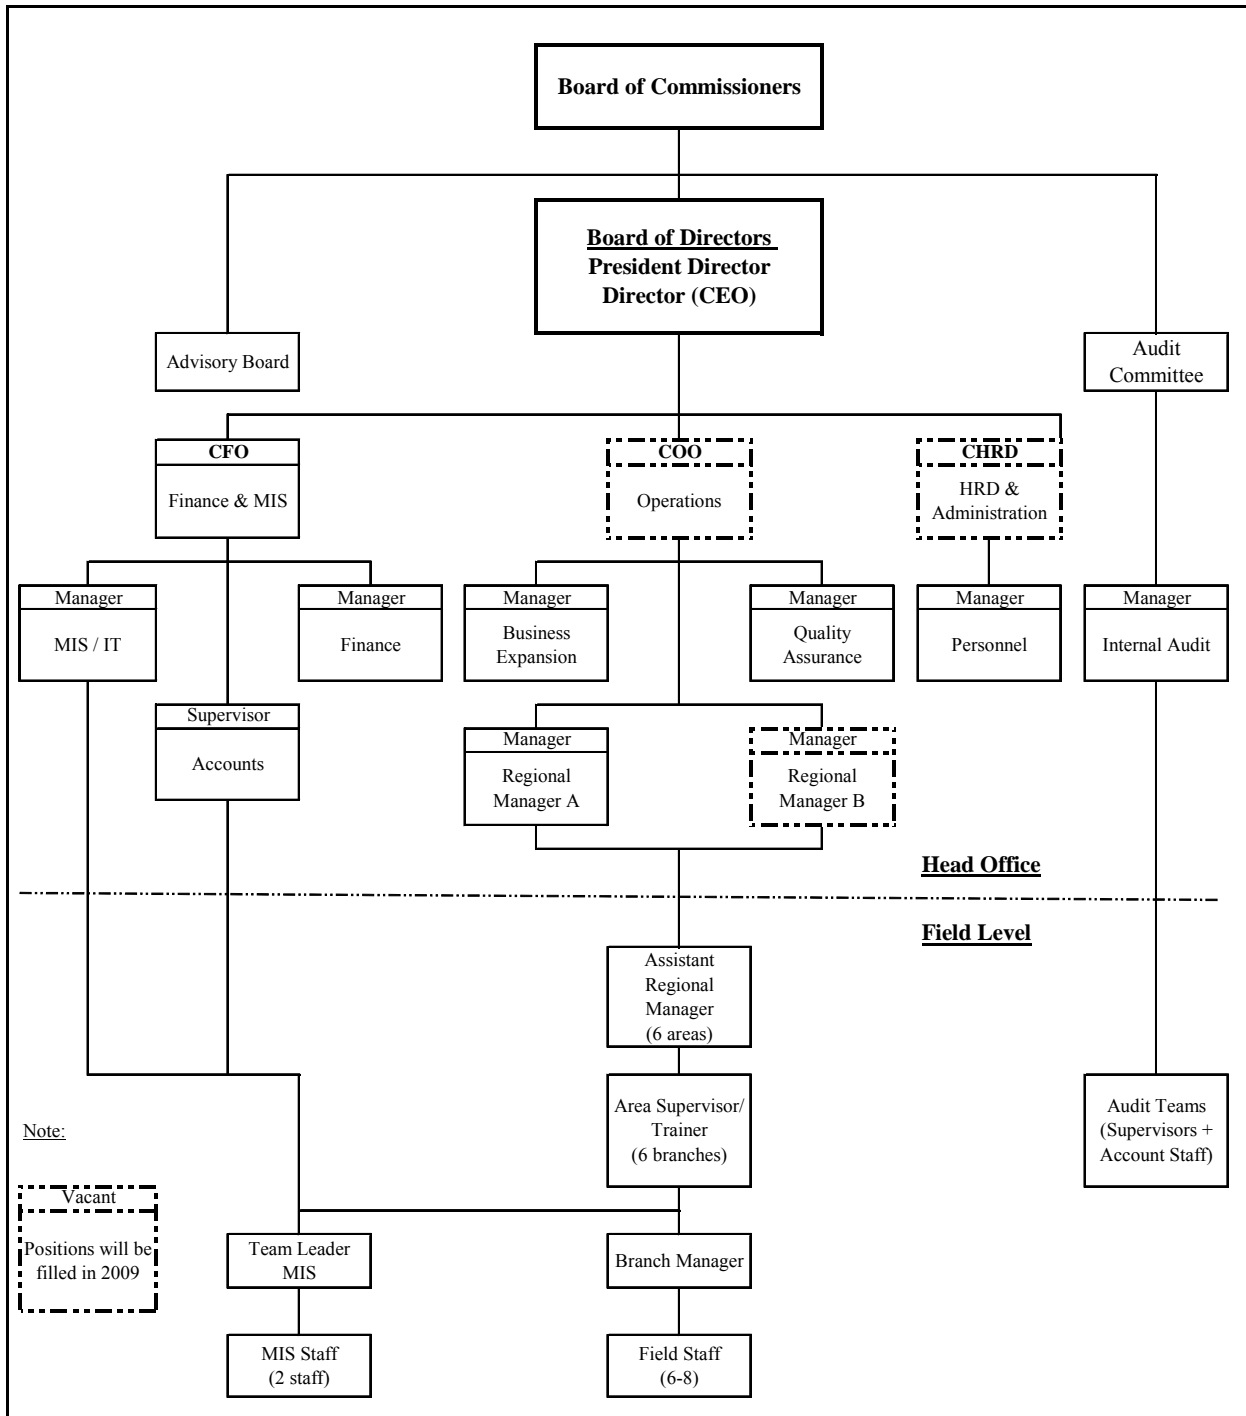 Board of Commissioners
Board of Directors
President Director
Director (CEO)
Advisory Board
Audit
Committee
CFO
Finance & MIS
COO
Operations
CHRD
HRD &
Administration
Manager
MIS / IT
Manager
Finance
Manager
Business
Expansion
Manager
Quality
Assurance
Manager
Personnel
Manager
Internal Audit
Supervisor
Accounts
Manager
Regional
Manager A
Manager
Regional
Manager B
Head Office
Field Level
Assistant
Regional
Manager
(6 areas)
Area Supervisor/
Trainer
(6 branches)
Audit Teams
(Supervisors +
Account Staff)
Note:
Vacant
Positions will be
filled in 2009
Team Leader
MIS
Branch Manager
MIS Staff
(2 staff)
Field Staff
(6-8)